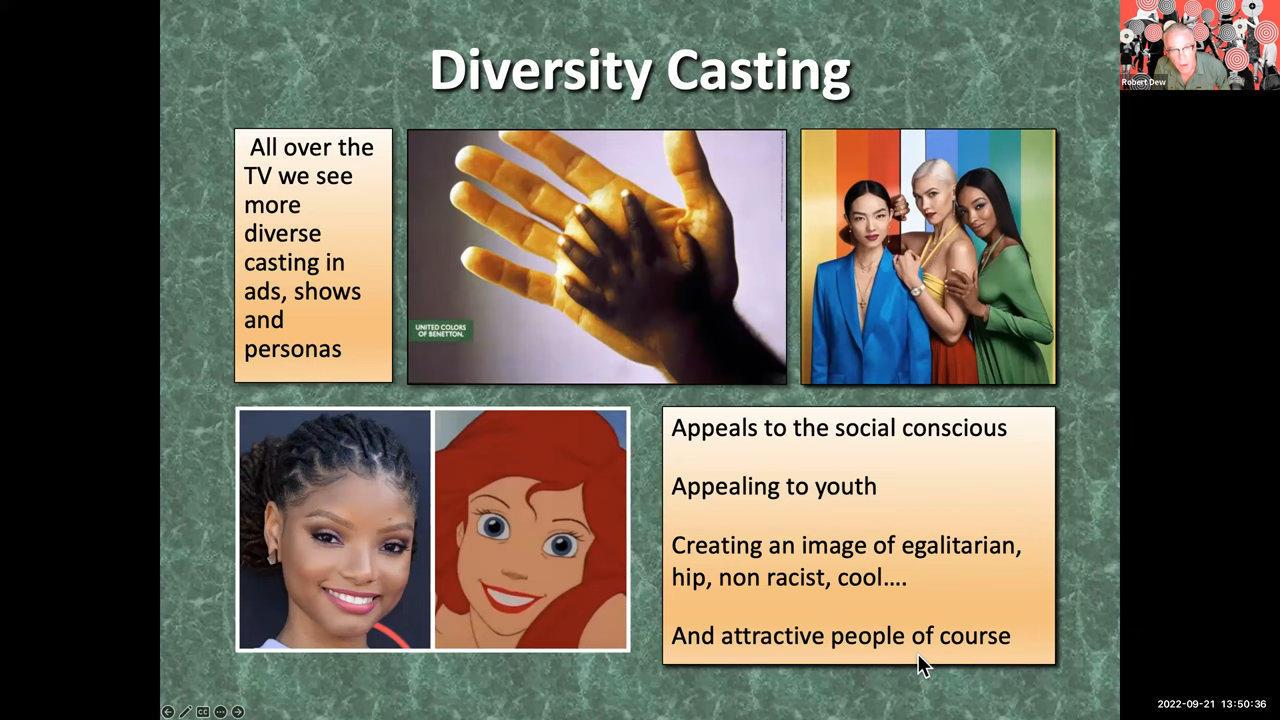 Diversity Casting
Robert Dew
All over the
TV we see
more
diverse
casting in
ads, shows
and
personas
UNITED COLORS
OF BENETTON.
Appeals to the social conscious
Appealing to youth
Creating an image of egalitarian,
hip, non racist, cool....
And attractive people of course
CC
2022-09-21 13:50:36